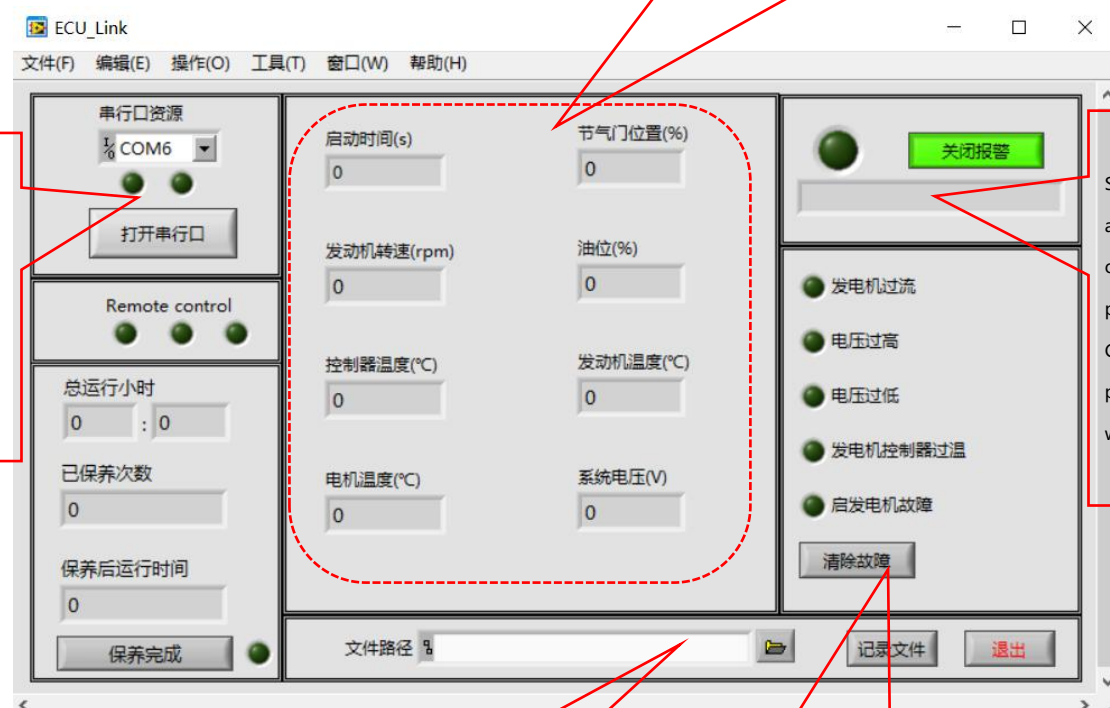 ECU_Link
文件(F) 编辑(E) 操作(O) 工具(T) 窗口(W) 帮助(H)
串行口资源
COM6
打开串行口
Remote control
总运行小时
0 : 0
已保养次数
0
保养后运行时间
0
保养完成
启动时间(s)
0
节气门位置(%)
0
发动机转速(rpm)
0
油位(%)
0
控制器温度(℃)
0
发动机温度(℃)
0
电机温度(℃)
0
系统电压(V)
0
关闭报警
发电机过流
电压过高
电压过低
发电机控制器过温
启发电机故障
清除故障
文件路径
记录文件
退出